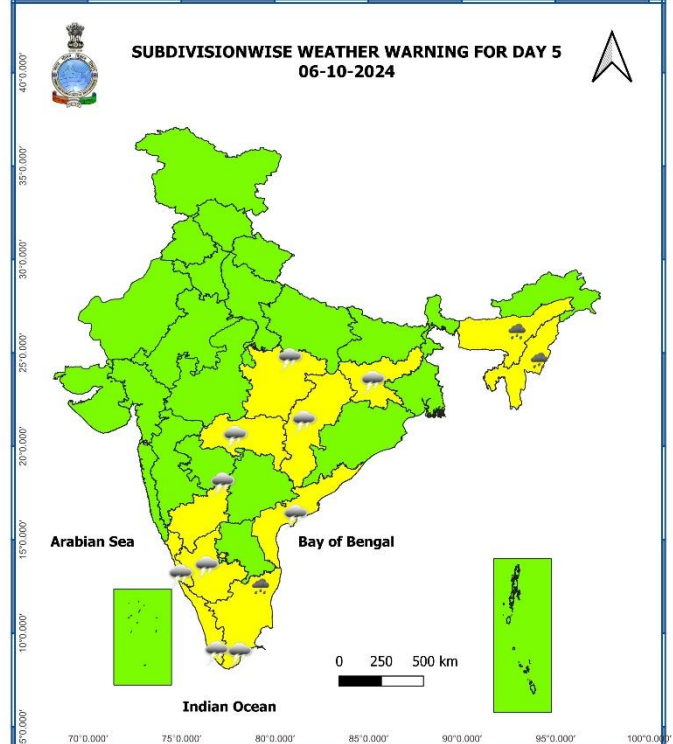 SUBDIVISIONWISE WEATHER WARNING FOR DAY 5
06-10-2024
40°0.000'
35°0.000'
30°0.000'
25°0.000'
20°0.000'
15°0.000'
10°0.000'
5°0.000'
Arabian Sea
Bay of Bengal
0 250 500 km
Indian Ocean
70°0.000' 75°0.000' 80°0.000' 85°0.000' 90°0.000' 95°0.000' 100°0.000'